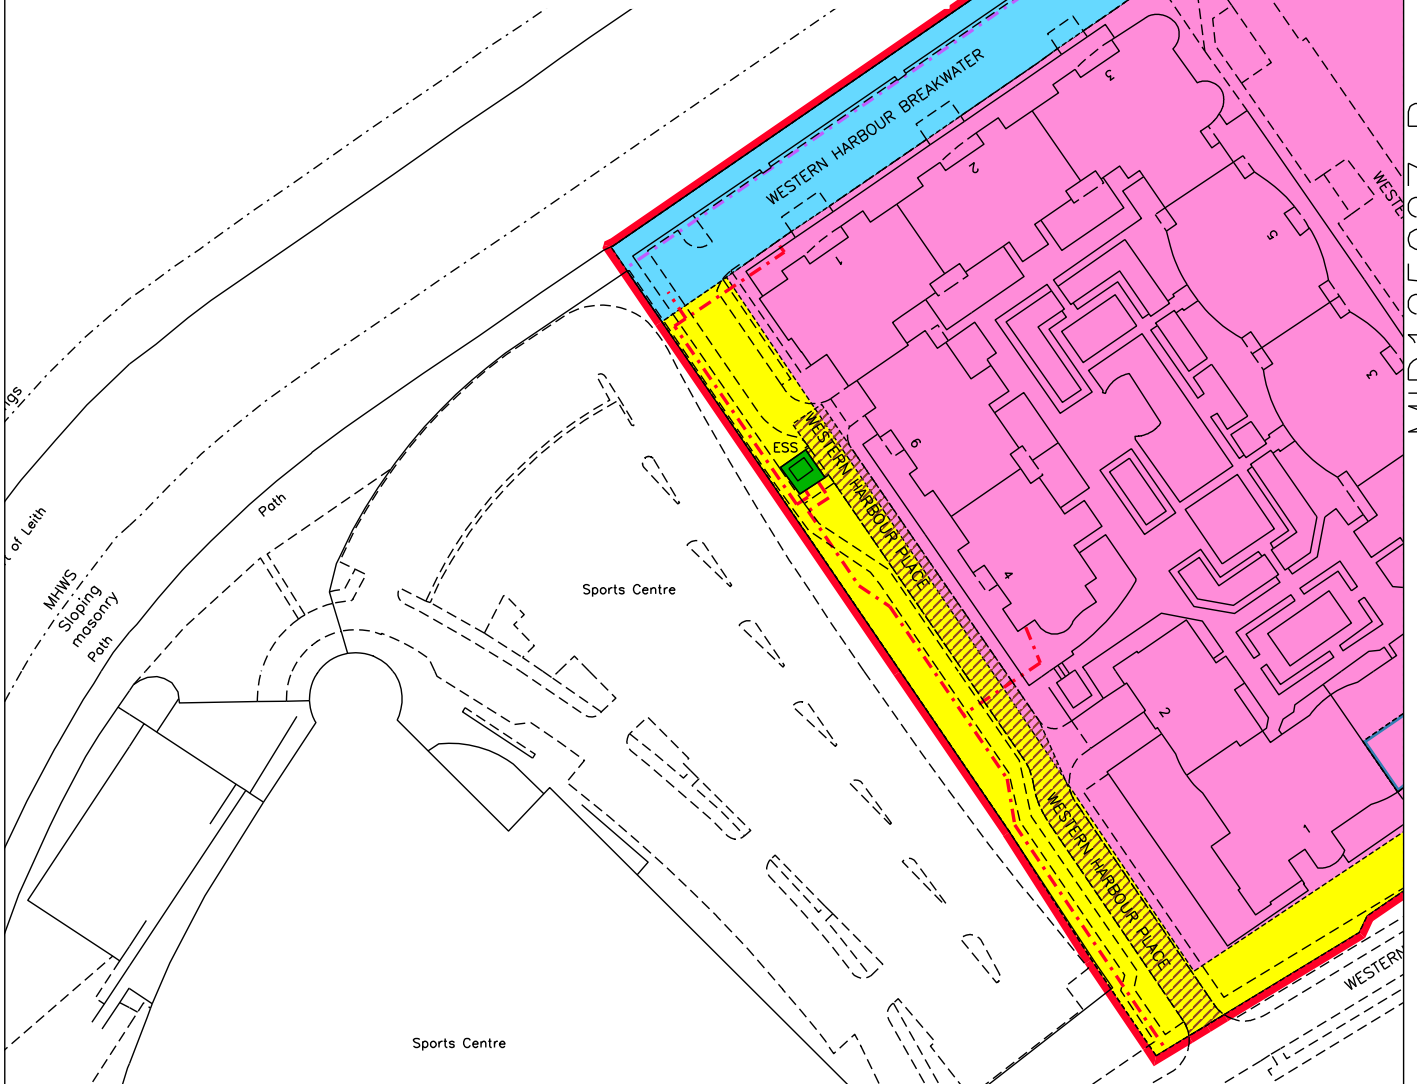 WESTERN HARBOUR BREAKWATER
3
2
1
5
3
6
4
2
1
ESS
WESTERN HARBOUR PLACE
WESTERN HARBOUR PLACE
WESTERN
Path
of Leith
MHWS
Sloping
masonry
Path
Sports Centre
Sports Centre